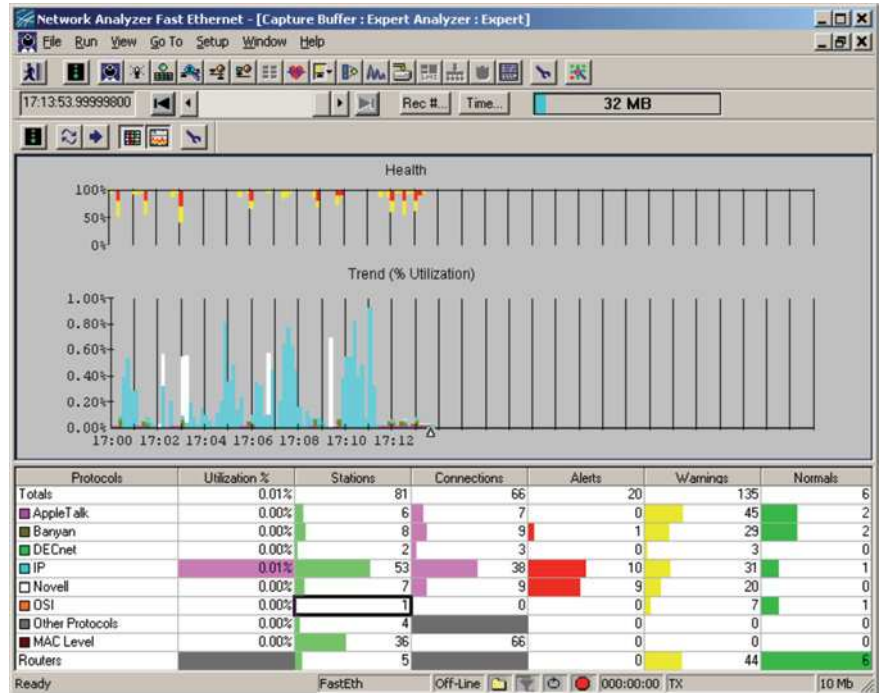 Network Analyzer Fast Ethernet - [Capture Buffer : Expert Analyzer : Expert]
File Run View Go To Setup Window Help
17:13:53.99999800 Rec #... Time... 32 MB
Health
100%
50%
0%
Trend (% Utilization)
1.00%
0.80%
0.60%
0.40%
0.20%
0.00%
17:00 17:02 17:04 17:06 17:08 17:10 17:12
Protocols Utilization % Stations Connections Alerts Warnings Normals
Totals 0.01% 81 66 20 135 6
AppleTalk 0.00% 6 7 0 45 2
Banyan 0.00% 8 9 1 29 2
DECnet 0.00% 2 3 0 3 0
IP 0.01% 53 38 10 31 1
Novell 0.00% 7 9 9 20 0
OSI 0.00% 1 0 0 7 1
Other Protocols 0.00% 4 0 0 0
MAC Level 0.00% 36 66 0 0 0
Routers 5 0 44 6
Ready FastEth Off-Line 000:00:00 TX 10 Mb